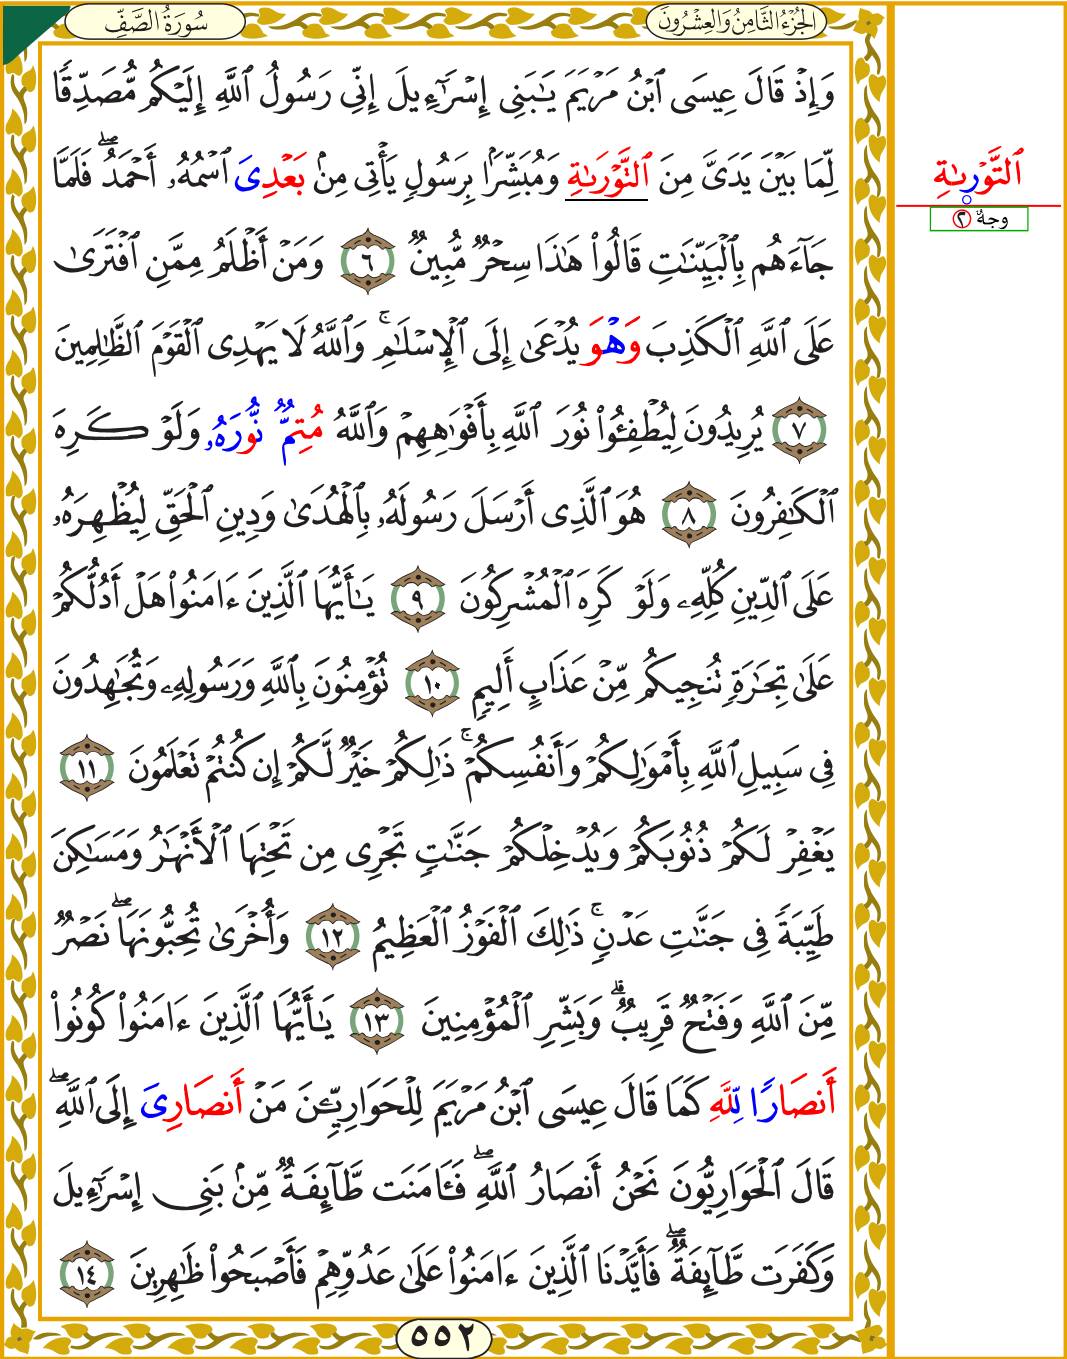 الجُزْءُ الثَّامِنُ وَالعِشْرُونَ
سُورَةُ الصَّفِّ
وَإِذۡ قَالَ عِيسَى ٱبۡنُ مَرۡيَمَ يَٰبَنِيٓ إِسۡرَٰٓءِيلَ إِنِّي رَسُولُ ٱللَّهِ إِلَيۡكُم مُّصَدِّقٗا
لِّمَا بَيۡنَ يَدَيَّ مِنَ ٱلتَّوۡرَىٰةِ وَمُبَشِّرَۢا بِرَسُولٖ يَأۡتِي مِنۢ بَعۡدِيَ ٱسۡمُهُۥٓ أَحۡمَدُۖ فَلَمَّا
جَآءَهُم بِٱلۡبَيِّنَٰتِ قَالُواْ هَٰذَا سِحۡرٞ مُّبِينٞ ٦ وَمَنۡ أَظۡلَمُ مِمَّنِ ٱفۡتَرَىٰ
عَلَى ٱللَّهِ ٱلۡكَذِبَ وَهۡوَ يُدۡعَىٰٓ إِلَى ٱلۡإِسۡلَٰمِۚ وَٱللَّهُ لَا يَهۡدِي ٱلۡقَوۡمَ ٱلظَّٰلِمِينَ
٧ يُرِيدُونَ لِيُطۡفِـُٔواْ نُورَ ٱللَّهِ بِأَفۡوَٰهِهِمۡ وَٱللَّهُ مُتِمّٞ نُّورَهُۥ وَلَوۡ كَرِهَ
ٱلۡكَٰفِرُونَ ٨ هُوَ ٱلَّذِيٓ أَرۡسَلَ رَسُولَهُۥ بِٱلۡهُدَىٰ وَدِينِ ٱلۡحَقِّ لِيُظۡهِرَهُۥ
عَلَى ٱلدِّينِ كُلِّهِۦ وَلَوۡ كَرِهَ ٱلۡمُشۡرِكُونَ ٩ يَٰٓأَيُّهَا ٱلَّذِينَ ءَامَنُواْ هَلۡ أَدُلُّكُمۡ
عَلَىٰ تِجَٰرَةٖ تُنجِيكُم مِّنۡ عَذَابٍ أَلِيمٖ ١٠ تُؤۡمِنُونَ بِٱللَّهِ وَرَسُولِهِۦ وَتُجَٰهِدُونَ
فِي سَبِيلِ ٱللَّهِ بِأَمۡوَٰلِكُمۡ وَأَنفُسِكُمۡۚ ذَٰلِكُمۡ خَيۡرٞ لَّكُمۡ إِن كُنتُمۡ تَعۡلَمُونَ ١١
يَغۡفِرۡ لَكُمۡ ذُنُوبَكُمۡ وَيُدۡخِلۡكُمۡ جَنَّٰتٖ تَجۡرِي مِن تَحۡتِهَا ٱلۡأَنۡهَٰرُ وَمَسَٰكِنَ
طَيِّبَةٗ فِي جَنَّٰتِ عَدۡنٖۚ ذَٰلِكَ ٱلۡفَوۡزُ ٱلۡعَظِيمُ ١٢ وَأُخۡرَىٰ تُحِبُّونَهَاۖ نَصۡرٞ
مِّنَ ٱللَّهِ وَفَتۡحٞ قَرِيبٞۗ وَبَشِّرِ ٱلۡمُؤۡمِنِينَ ١٣ يَٰٓأَيُّهَا ٱلَّذِينَ ءَامَنُواْ كُونُوٓاْ
أَنصَارٗا لِّلَّهِ كَمَا قَالَ عِيسَى ٱبۡنُ مَرۡيَمَ لِلۡحَوَارِيِّـۧنَ مَنۡ أَنصَارِيَ إِلَى ٱللَّهِۖ
قَالَ ٱلۡحَوَارِيُّونَ نَحۡنُ أَنصَارُ ٱللَّهِۖ فَـَٔامَنَت طَّآئِفَةٞ مِّنۢ بَنِيٓ إِسۡرَٰٓءِيلَ
وَكَفَرَت طَّآئِفَةٞۖ فَأَيَّدۡنَا ٱلَّذِينَ ءَامَنُواْ عَلَىٰ عَدُوِّهِمۡ فَأَصۡبَحُواْ ظَٰهِرِينَ ١٤
٥٥٢
ٱلتَّوۡرَىٰةِ
وجهٌ ٢